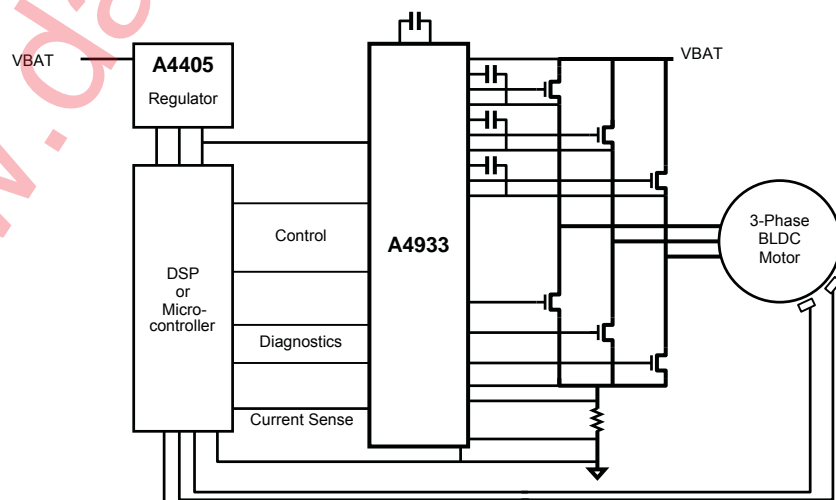 VBAT
A4405
Regulator
VBAT
Control
A4933
3-Phase
BLDC
Motor
DSP
or
Micro-
controller
Diagnostics
Current Sense